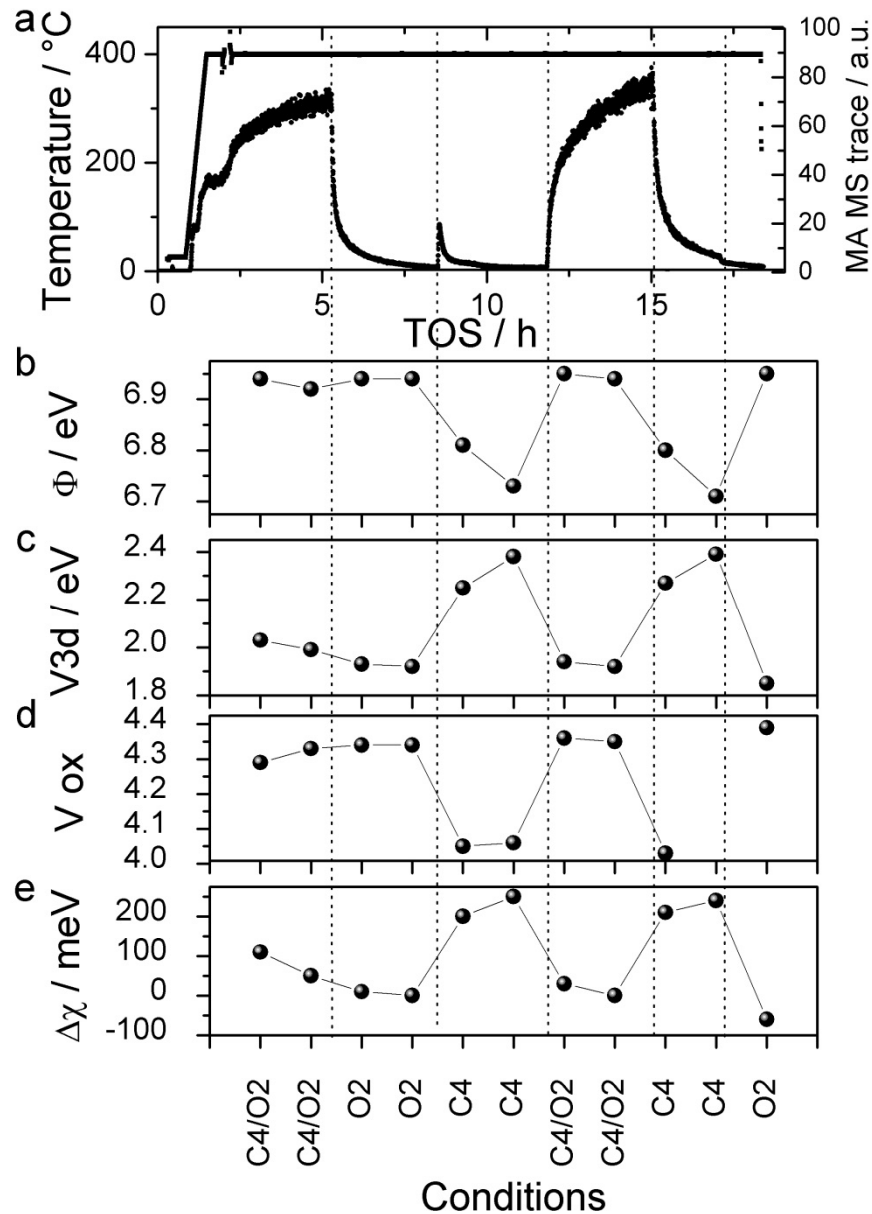 a
Temperature / °C
400
200
0
100
80
60
40
20
0
MA MS trace / a.u.
0 5 10 15
TOS / h
b
Φ / eV
6.9
6.8
6.7
c
V3d / eV
2.4
2.2
2.0
1.8
d
V ox
4.4
4.3
4.2
4.1
4.0
e
Δχ / meV
200
100
0
-100
C4/O2
C4/O2
O2
O2
C4
C4
C4/O2
C4/O2
C4
C4
O2
Conditions